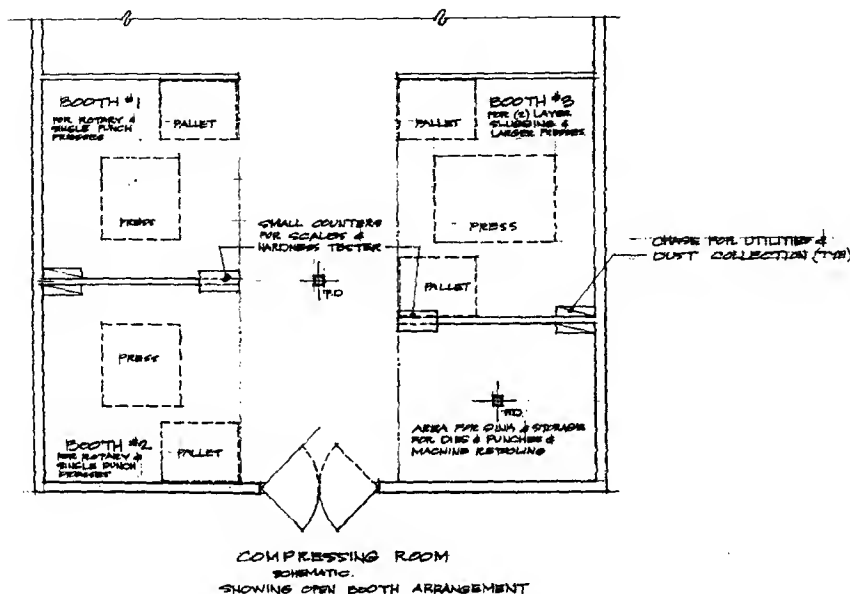 BOOTH #1
FOR ROTARY &
SINGLE PUNCH
PRESSES
PALLET
PRESS
PALLET
BOOTH #3
FOR (2) LAYER
SLUGGING &
LARGER PRESSES
PRESS
SMALL COUNTERS
FOR SCALES &
HARDNESS TESTER
CHASE FOR UTILITIES &
DUST COLLECTION (TYP)
F.D
PALLET
PRESS
BOOTH #2
FOR ROTARY &
SINGLE PUNCH
PRESSES
PALLET
F.D.
AREA FOR SINK & STORAGE
FOR DIES & PUNCHES &
MACHINE RETOOLING
COMPRESSING ROOM
SCHEMATIC.
SHOWING OPEN BOOTH ARRANGEMENT